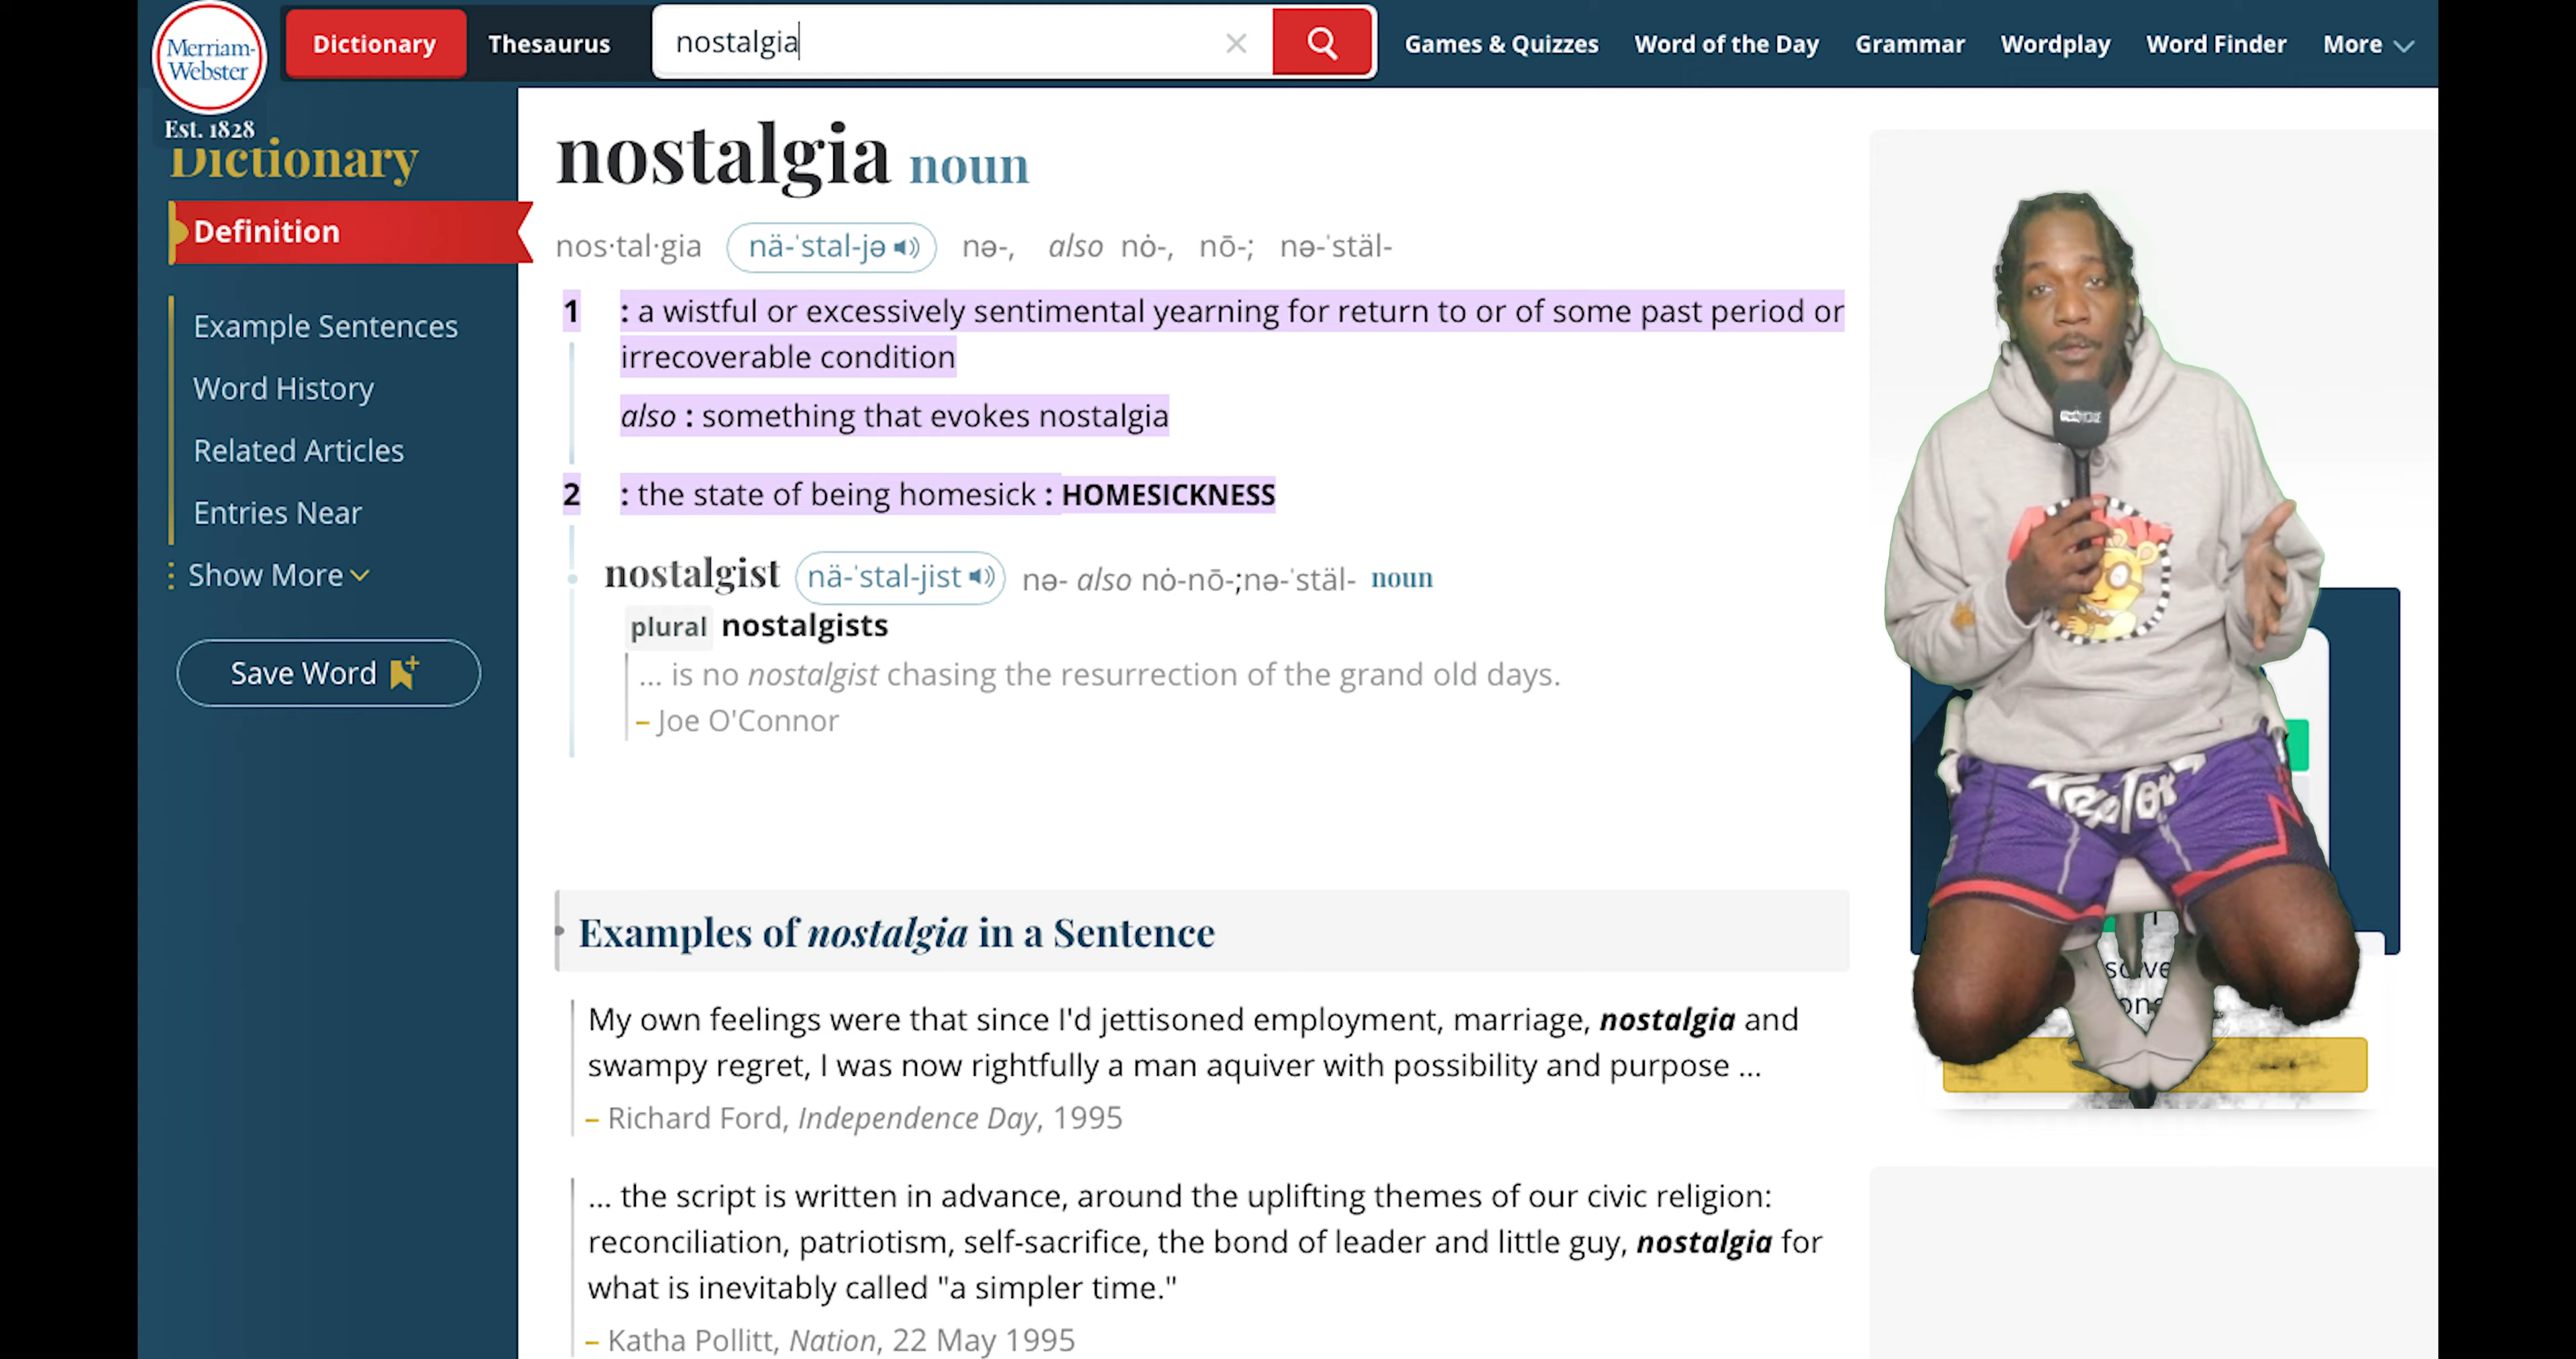 Merriam-
Webster
Est. 1828
Dictionary
Thesaurus
nostalgia
Games & Quizzes
Word of the Day
Grammar
Wordplay
Word Finder
More
Dictionary
Definition
Example Sentences
Word History
Related Articles
Entries Near
Show More
Save Word
nostalgia noun
nos·tal·gia nä-ˈstal-jə nə-, also nȯ-, nō-; nə-ˈstäl-
1 : a wistful or excessively sentimental yearning for return to or of some past period or
irrecoverable condition
also : something that evokes nostalgia
2 : the state of being homesick : HOMESICKNESS
nostalgist nä-ˈstal-jist nə- also nȯ-nō-;nə-ˈstäl- noun
plural nostalgists
... is no nostalgist chasing the resurrection of the grand old days.
– Joe O'Connor
Examples of nostalgia in a Sentence
My own feelings were that since I'd jettisoned employment, marriage, nostalgia and
swampy regret, I was now rightfully a man aquiver with possibility and purpose ...
– Richard Ford, Independence Day, 1995
... the script is written in advance, around the uplifting themes of our civic religion:
reconciliation, patriotism, self-sacrifice, the bond of leader and little guy, nostalgia for
what is inevitably called "a simpler time."
– Katha Pollitt, Nation, 22 May 1995